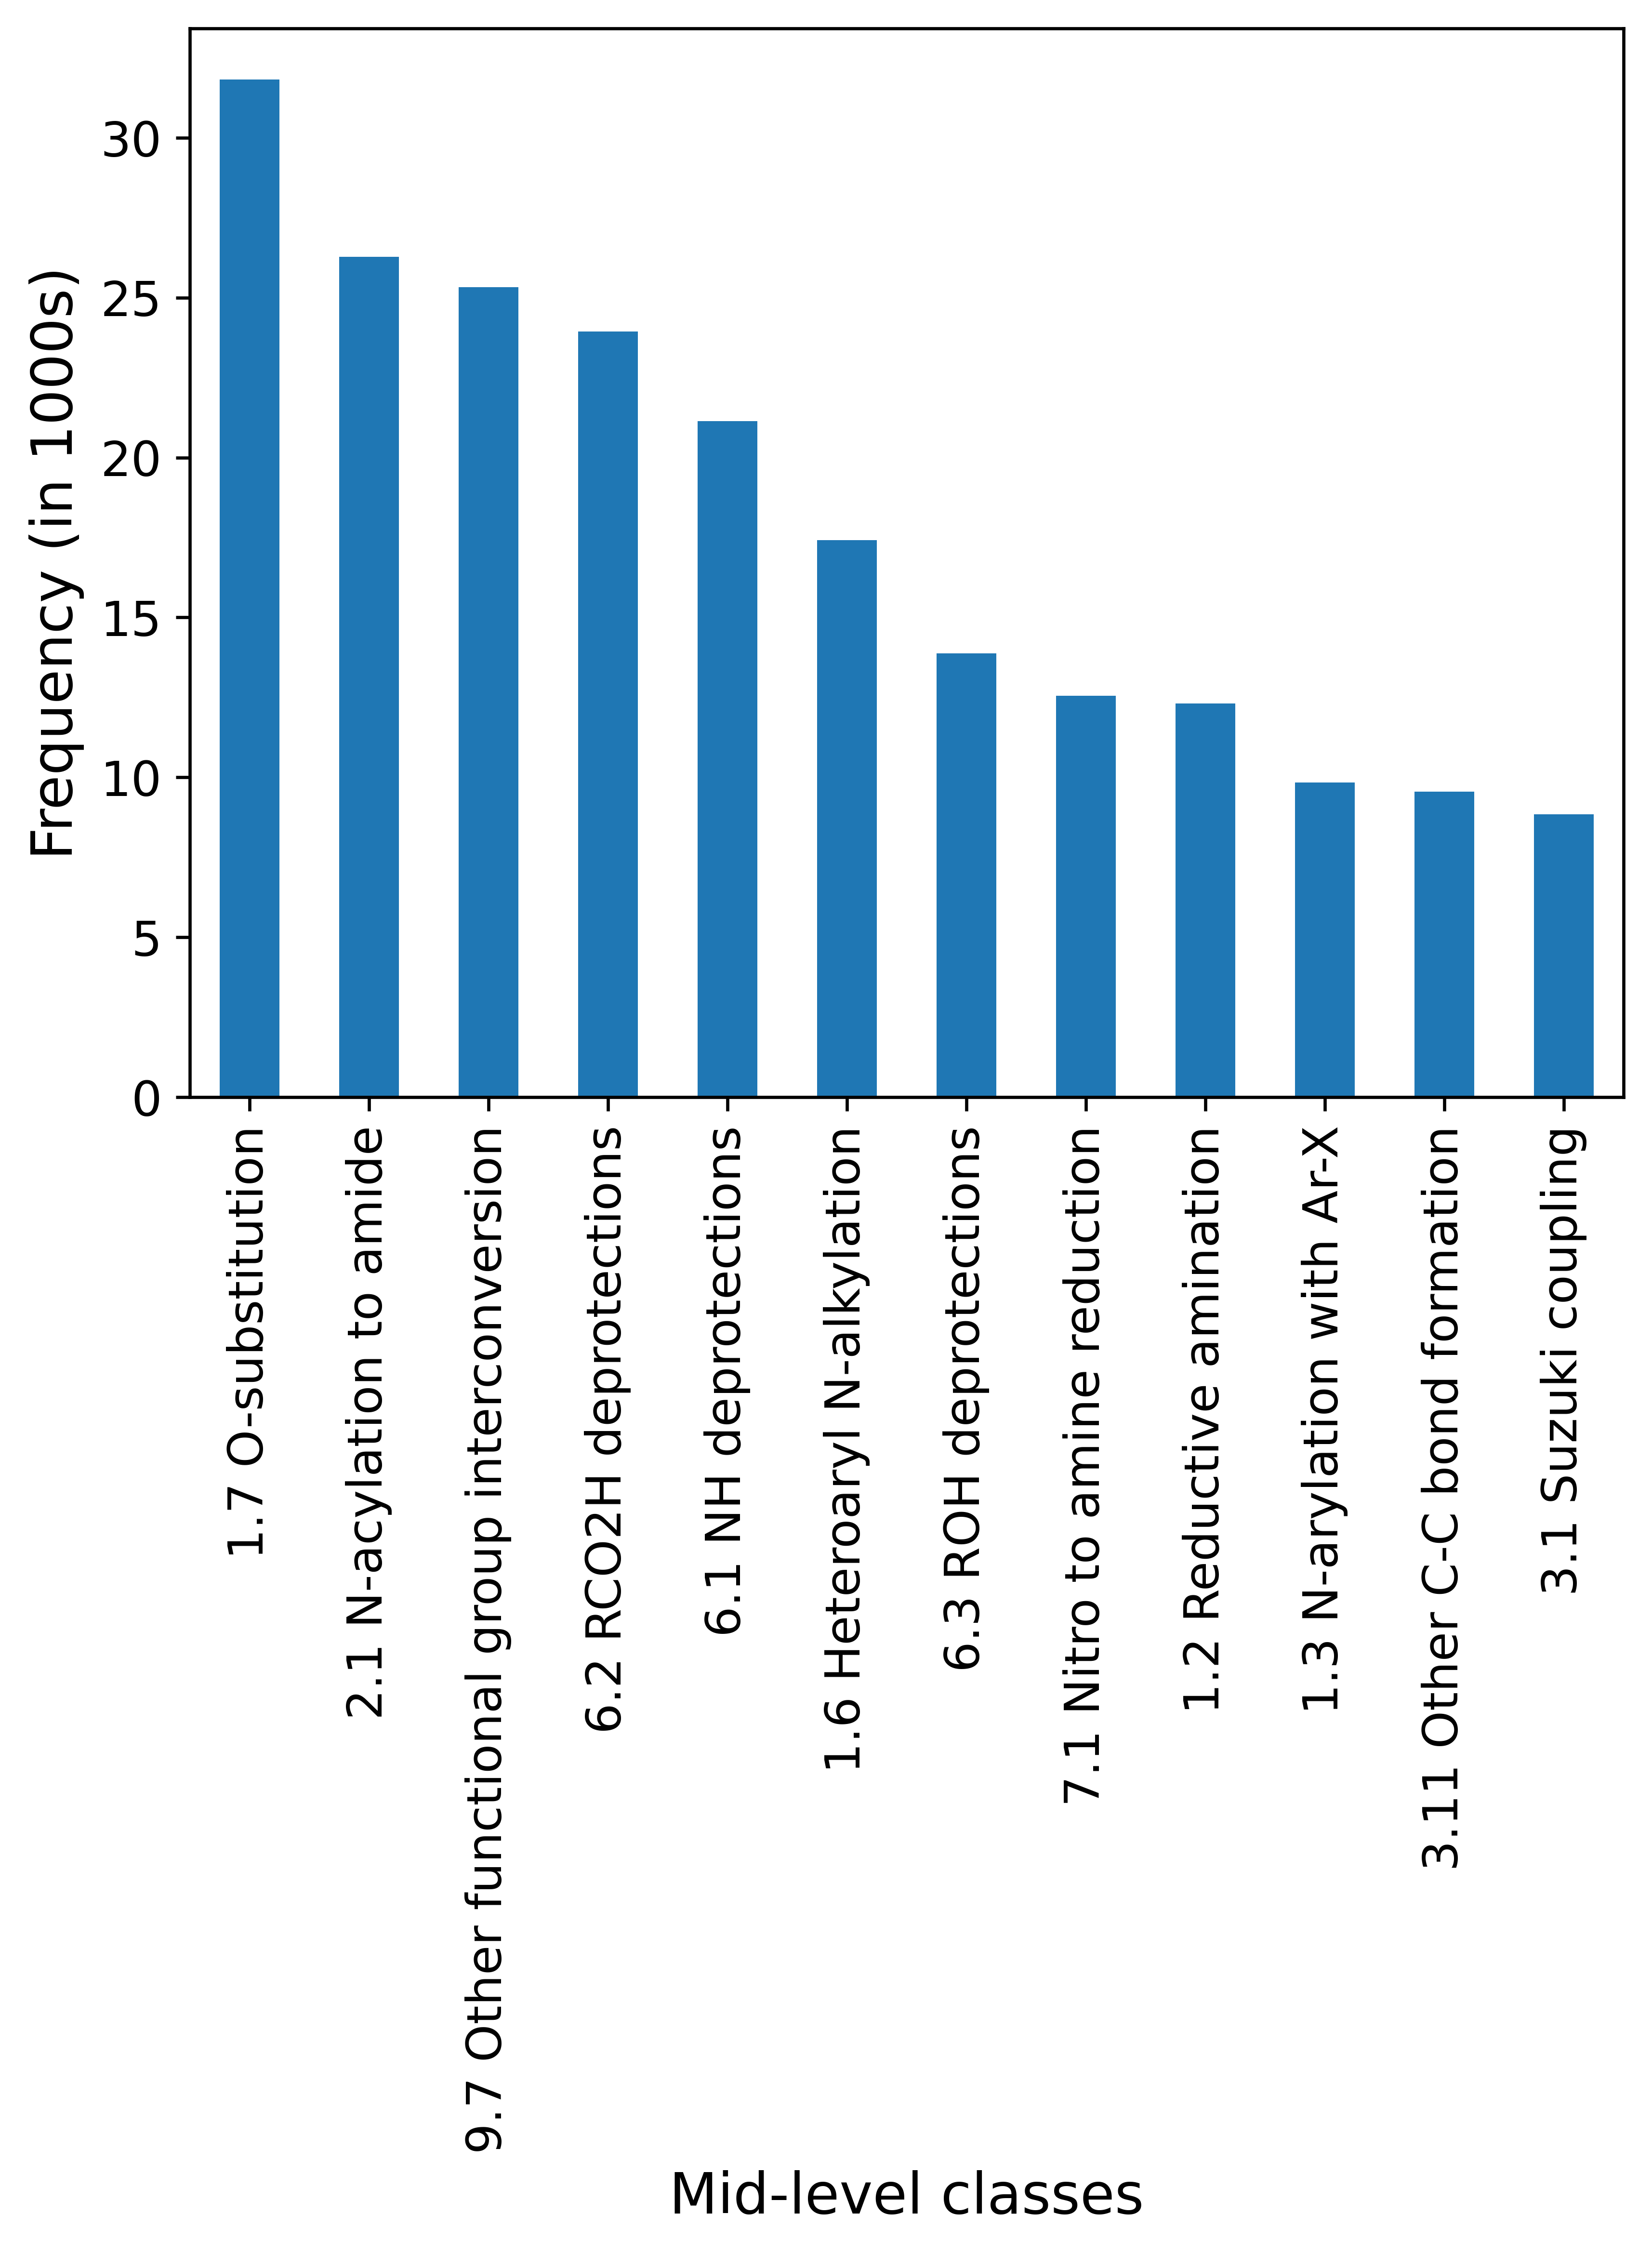 Frequency (in 1000s)
30
25
20
15
10
5
0
1.7 O-substitution
2.1 N-acylation to amide
9.7 Other functional group interconversion
6.2 RCO2H deprotections
6.1 NH deprotections
1.6 Heteroaryl N-alkylation
6.3 ROH deprotections
7.1 Nitro to amine reduction
1.2 Reductive amination
1.3 N-arylation with Ar-X
3.11 Other C-C bond formation
3.1 Suzuki coupling
Mid-level classes